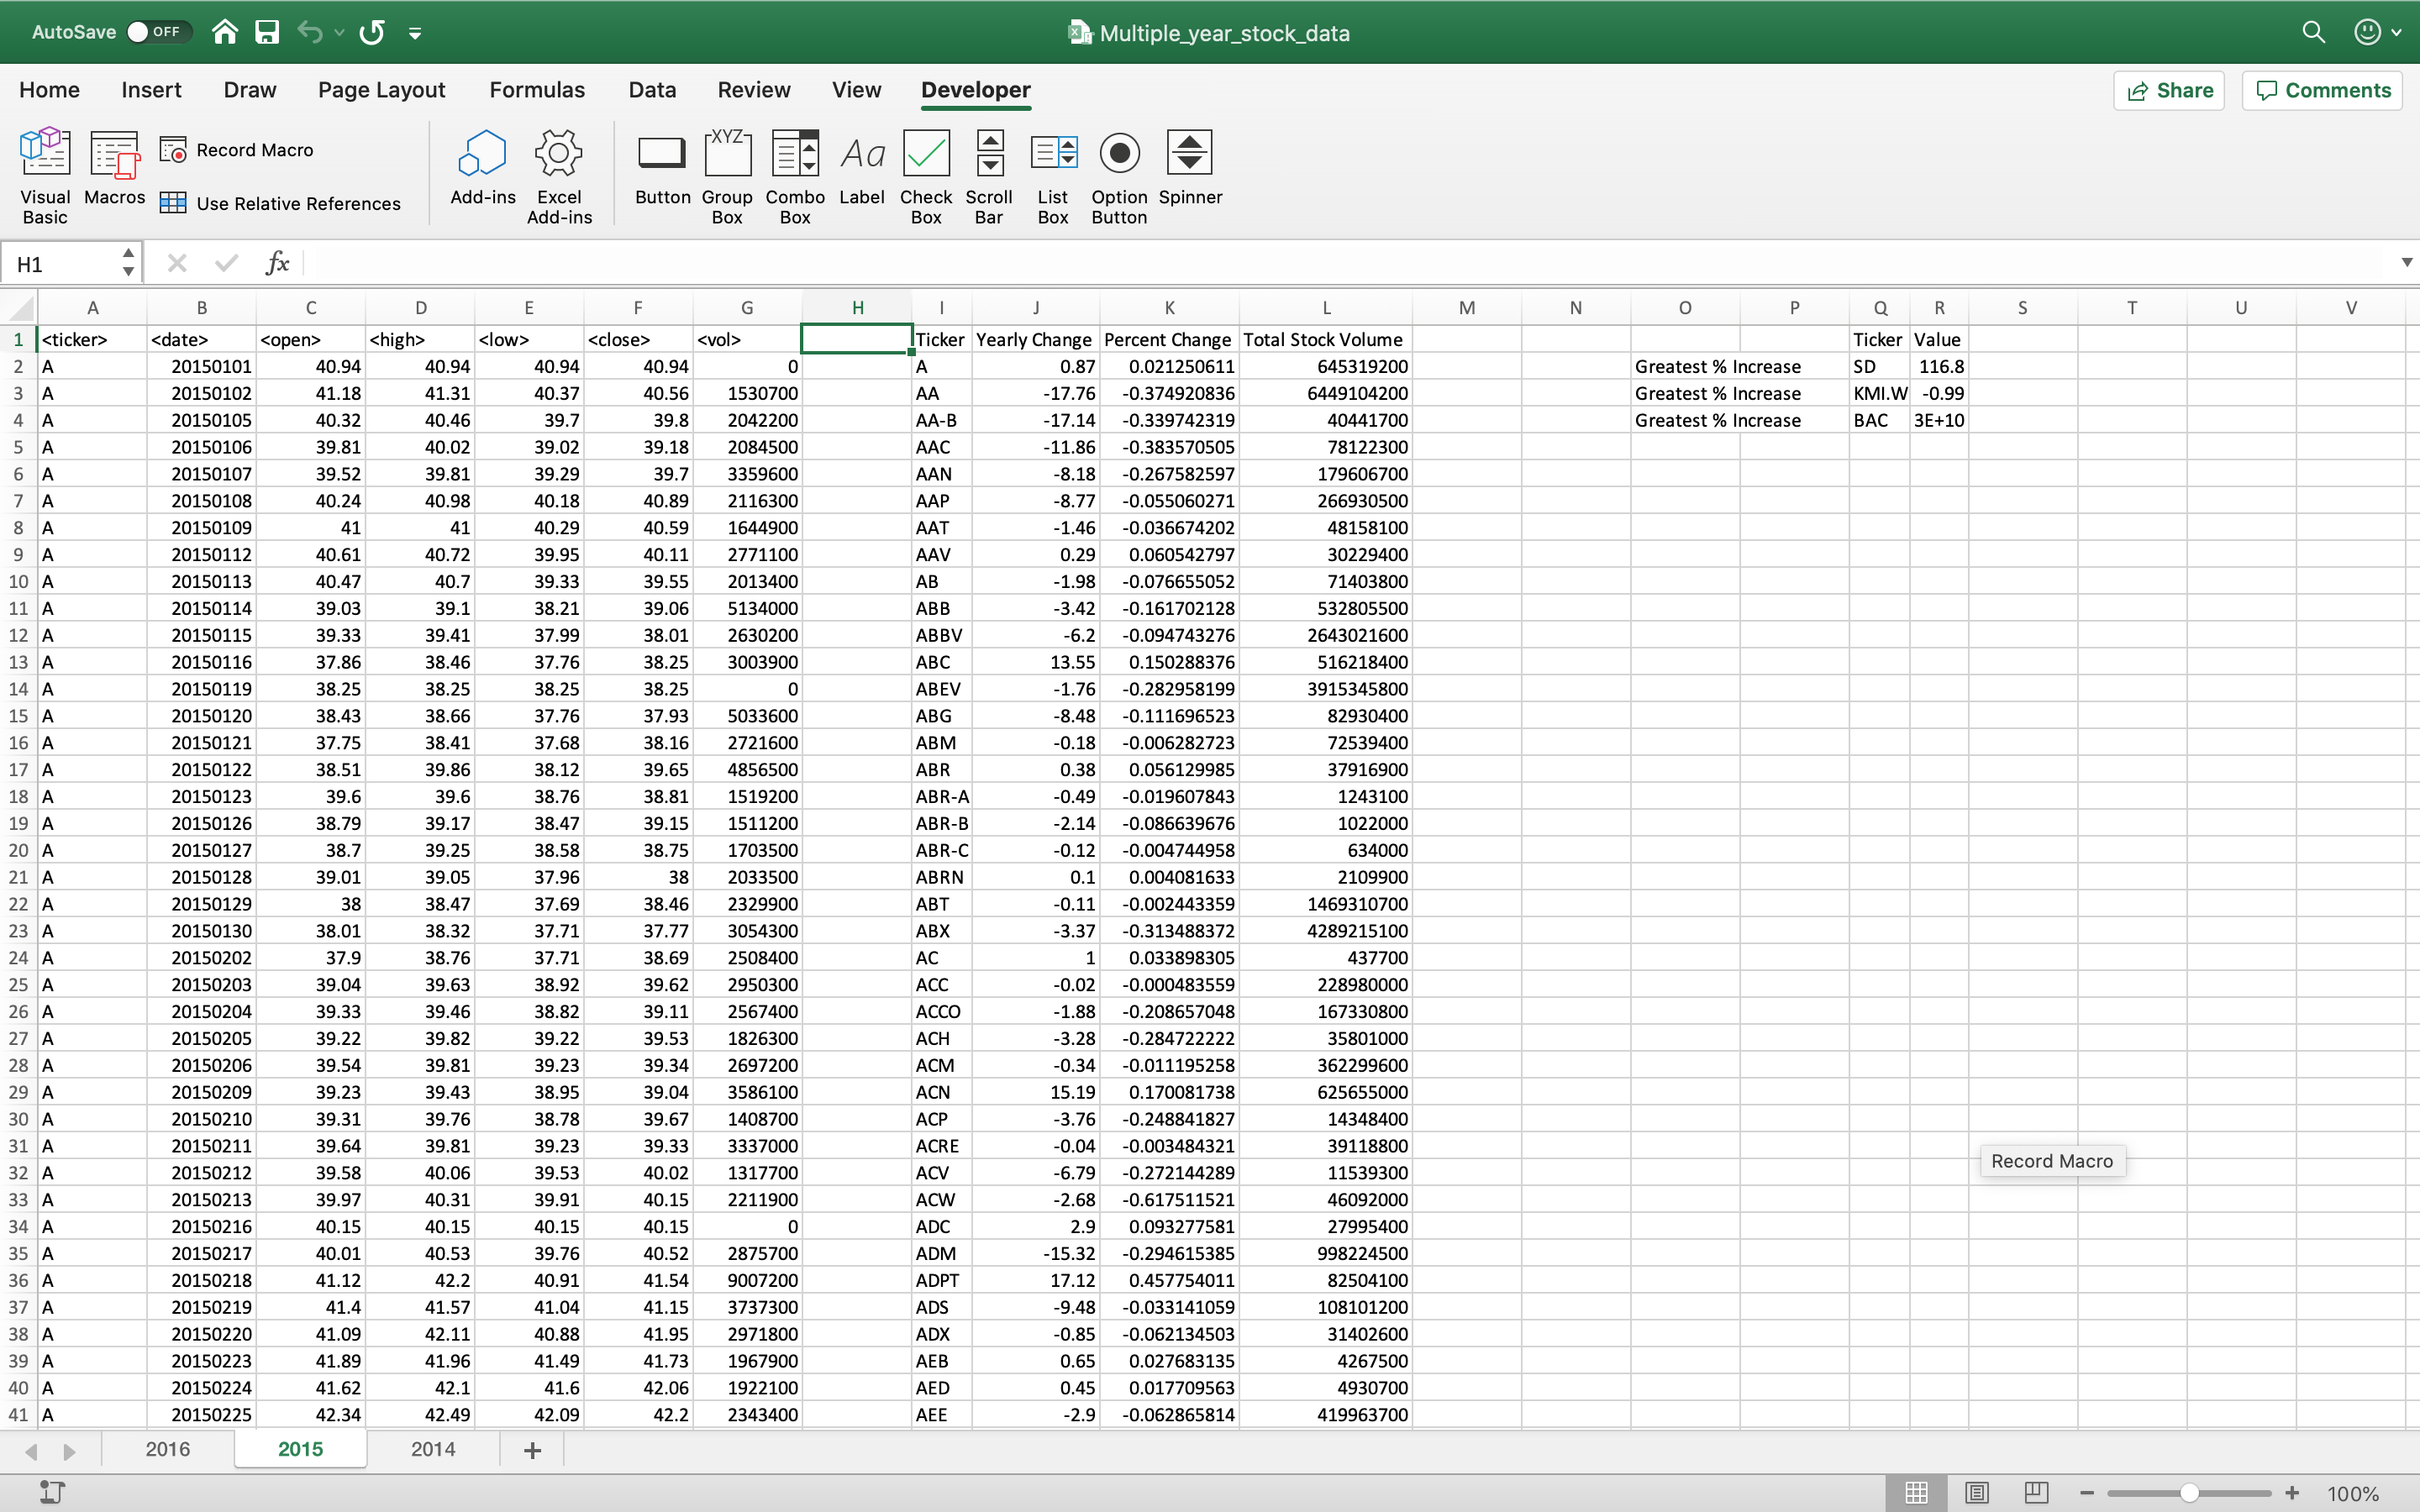 AutoSave OFF Multiple_year_stock_data
Home Insert Draw Page Layout Formulas Data Review View Developer Share Comments
Visual Basic Macros Record Macro Use Relative References Add-ins Excel Add-ins Button XYZ Group Box Combo Box Aa Label Check Box Scroll Bar List Box Option Button Spinner
H1 fx
A B C D E F G H I J K L M N O P Q R S T U V
1 <ticker> <date> <open> <high> <low> <close> <vol> Ticker Yearly Change Percent Change Total Stock Volume Ticker Value
2 A 20150101 40.94 40.94 40.94 40.94 0 A 0.87 0.021250611 645319200 Greatest % Increase SD 116.8
3 A 20150102 41.18 41.31 40.37 40.56 1530700 AA -17.76 -0.374920836 6449104200 Greatest % Increase KMI.W -0.99
4 A 20150105 40.32 40.46 39.7 39.8 2042200 AA-B -17.14 -0.339742319 40441700 Greatest % Increase BAC 3E+10
5 A 20150106 39.81 40.02 39.02 39.18 2084500 AAC -11.86 -0.383570505 78122300
6 A 20150107 39.52 39.81 39.29 39.7 3359600 AAN -8.18 -0.267582597 179606700
7 A 20150108 40.24 40.98 40.18 40.89 2116300 AAP -8.77 -0.055060271 266930500
8 A 20150109 41 41 40.29 40.59 1644900 AAT -1.46 -0.036674202 48158100
9 A 20150112 40.61 40.72 39.95 40.11 2771100 AAV 0.29 0.060542797 30229400
10 A 20150113 40.47 40.7 39.33 39.55 2013400 AB -1.98 -0.076655052 71403800
11 A 20150114 39.03 39.1 38.21 39.06 5134000 ABB -3.42 -0.161702128 532805500
12 A 20150115 39.33 39.41 37.99 38.01 2630200 ABBV -6.2 -0.094743276 2643021600
13 A 20150116 37.86 38.46 37.76 38.25 3003900 ABC 13.55 0.150288376 516218400
14 A 20150119 38.25 38.25 38.25 38.25 0 ABEV -1.76 -0.282958199 3915345800
15 A 20150120 38.43 38.66 37.76 37.93 5033600 ABG -8.48 -0.111696523 82930400
16 A 20150121 37.75 38.41 37.68 38.16 2721600 ABM -0.18 -0.006282723 72539400
17 A 20150122 38.51 39.86 38.12 39.65 4856500 ABR 0.38 0.056129985 37916900
18 A 20150123 39.6 39.6 38.76 38.81 1519200 ABR-A -0.49 -0.019607843 1243100
19 A 20150126 38.79 39.17 38.47 39.15 1511200 ABR-B -2.14 -0.086639676 1022000
20 A 20150127 38.7 39.25 38.58 38.75 1703500 ABR-C -0.12 -0.004744958 634000
21 A 20150128 39.01 39.05 37.96 38 2033500 ABRN 0.1 0.004081633 2109900
22 A 20150129 38 38.47 37.69 38.46 2329900 ABT -0.11 -0.002443359 1469310700
23 A 20150130 38.01 38.32 37.71 37.77 3054300 ABX -3.37 -0.313488372 4289215100
24 A 20150202 37.9 38.76 37.71 38.69 2508400 AC 1 0.033898305 437700
25 A 20150203 39.04 39.63 38.92 39.62 2950300 ACC -0.02 -0.000483559 228980000
26 A 20150204 39.33 39.46 38.82 39.11 2567400 ACCO -1.88 -0.208657048 167330800
27 A 20150205 39.22 39.82 39.22 39.53 1826300 ACH -3.28 -0.284722222 35801000
28 A 20150206 39.54 39.81 39.23 39.34 2697200 ACM -0.34 -0.011195258 362299600
29 A 20150209 39.23 39.43 38.95 39.04 3586100 ACN 15.19 0.170081738 625655000
30 A 20150210 39.31 39.76 38.78 39.67 1408700 ACP -3.76 -0.248841827 14348400
31 A 20150211 39.64 39.81 39.23 39.33 3337000 ACRE -0.04 -0.003484321 39118800
32 A 20150212 39.58 40.06 39.53 40.02 1317700 ACV -6.79 -0.272144289 11539300 Record Macro
33 A 20150213 39.97 40.31 39.91 40.15 2211900 ACW -2.68 -0.617511521 46092000
34 A 20150216 40.15 40.15 40.15 40.15 0 ADC 2.9 0.093277581 27995400
35 A 20150217 40.01 40.53 39.76 40.52 2875700 ADM -15.32 -0.294615385 998224500
36 A 20150218 41.12 42.2 40.91 41.54 9007200 ADPT 17.12 0.457754011 82504100
37 A 20150219 41.4 41.57 41.04 41.15 3737300 ADS -9.48 -0.033141059 108101200
38 A 20150220 41.09 42.11 40.88 41.95 2971800 ADX -0.85 -0.062134503 31402600
39 A 20150223 41.89 41.96 41.49 41.73 1967900 AEB 0.65 0.027683135 4267500
40 A 20150224 41.62 42.1 41.6 42.06 1922100 AED 0.45 0.017709563 4930700
41 A 20150225 42.34 42.49 42.09 42.2 2343400 AEE -2.9 -0.062865814 419963700
2016 2015 2014 +
100%